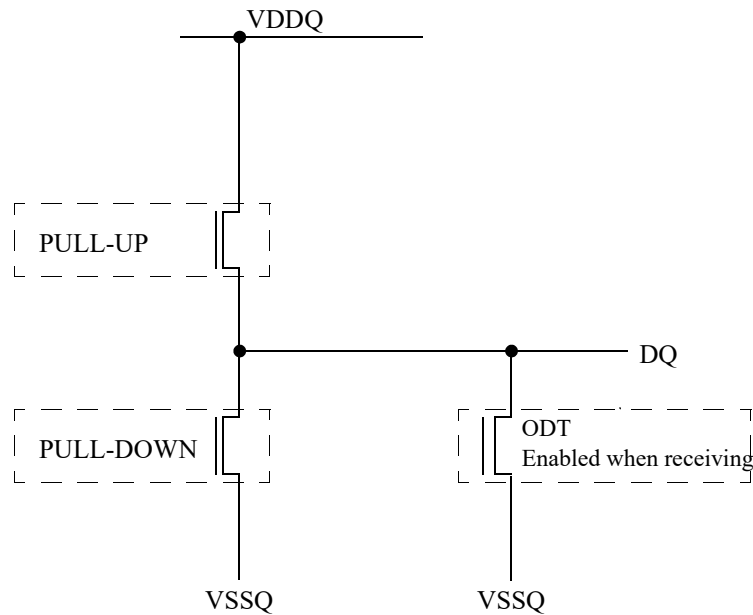 VDDQ
PULL-UP
DQ
PULL-DOWN
ODT
Enabled when receiving
VSSQ
VSSQ